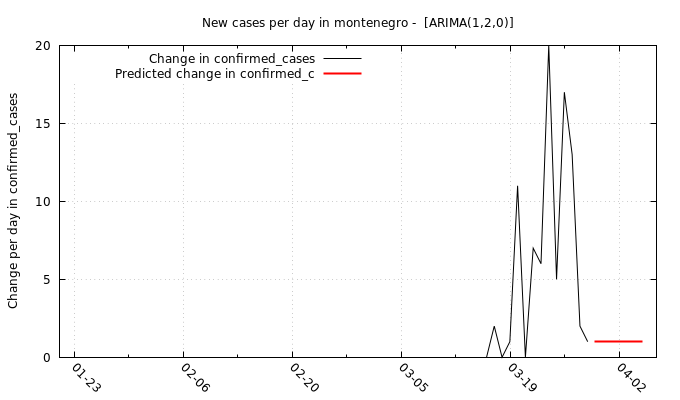 New cases per day in montenegro -  [ARIMA(1,2,0)]
Change in confirmed_cases
Predicted change in confirmed_c
Change per day in confirmed_cases
20
15
10
5
0
01-23
02-06
02-20
03-05
03-19
04-02